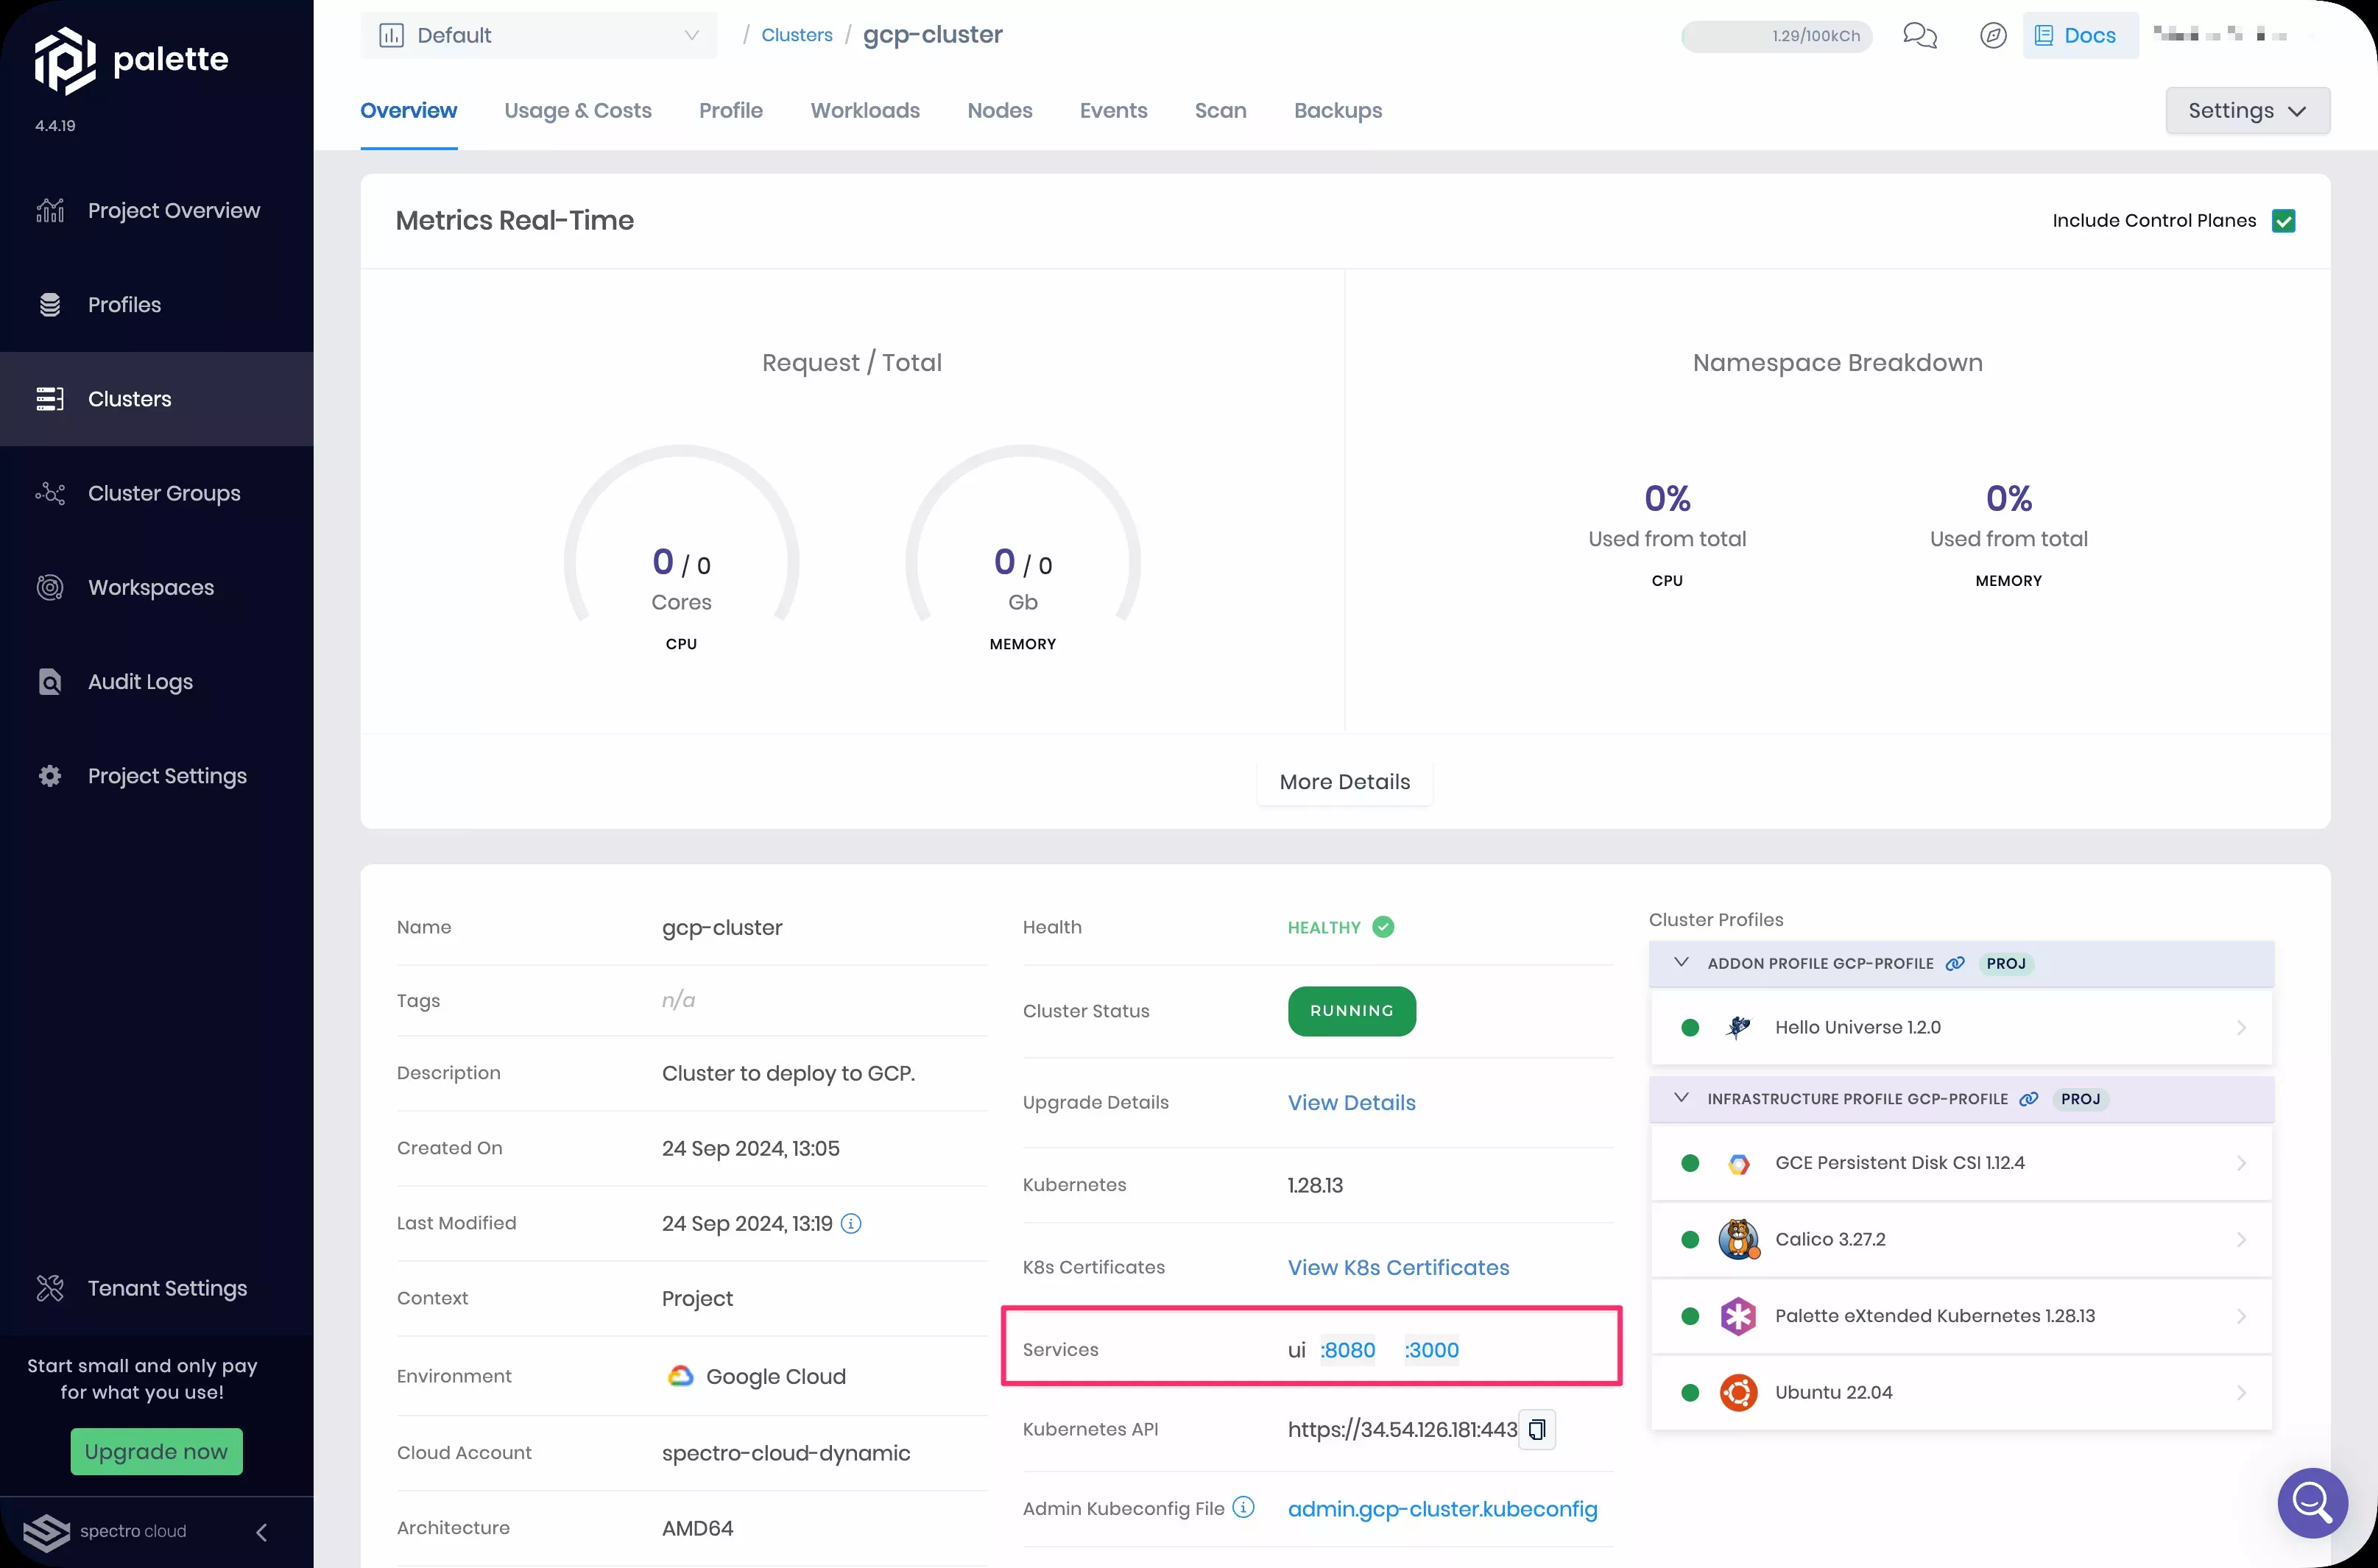 palette
4.4.19
Project Overview
Profiles
Clusters
Cluster Groups
Workspaces
Audit Logs
Project Settings
Tenant Settings
Start small and only pay
for what you use!
Upgrade now
spectro cloud
Default
/ Clusters / gcp-cluster
1.29/100kCh
Docs
Overview
Usage & Costs
Profile
Workloads
Nodes
Events
Scan
Backups
Settings
Metrics Real-Time
Include Control Planes
Request / Total
0 / 0
Cores
CPU
0 / 0
Gb
MEMORY
Namespace Breakdown
0%
Used from total
CPU
0%
Used from total
MEMORY
More Details
Name gcp-cluster
Tags n/a
Description Cluster to deploy to GCP.
Created On 24 Sep 2024, 13:05
Last Modified 24 Sep 2024, 13:19
Context Project
Environment Google Cloud
Cloud Account spectro-cloud-dynamic
Architecture AMD64
Health HEALTHY
Cluster Status RUNNING
Upgrade Details View Details
Kubernetes 1.28.13
K8s Certificates View K8s Certificates
Services ui :8080 :3000
Kubernetes API https://34.54.126.181:443
Admin Kubeconfig File admin.gcp-cluster.kubeconfig
Cluster Profiles
ADDON PROFILE GCP-PROFILE PROJ
Hello Universe 1.2.0
INFRASTRUCTURE PROFILE GCP-PROFILE PROJ
GCE Persistent Disk CSI 1.12.4
Calico 3.27.2
Palette eXtended Kubernetes 1.28.13
Ubuntu 22.04